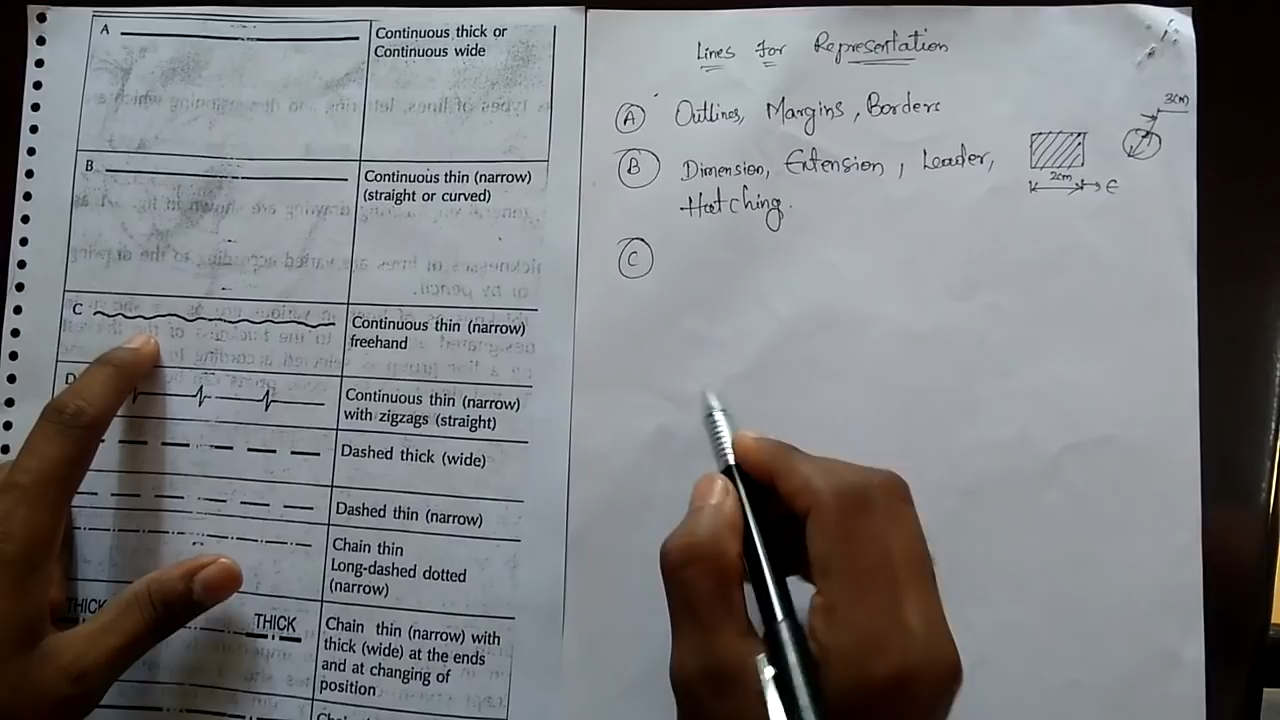 A
Continuous thick or
Continuous wide
B
Continuous thin (narrow)
(straight or curved)
C
Continuous thin (narrow)
freehand
D
Continuous thin (narrow)
with zigzags (straight)
Dashed thick (wide)
Dashed thin (narrow)
Chain thin
Long-dashed dotted
(narrow)
THICK
THICK
Chain thin (narrow) with
thick (wide) at the ends
and at changing of
position
Lines for Representation
A Outlines, Margins, Borders
B Dimension, Extension, Leader,
Hatching.
C
2cm
3cm